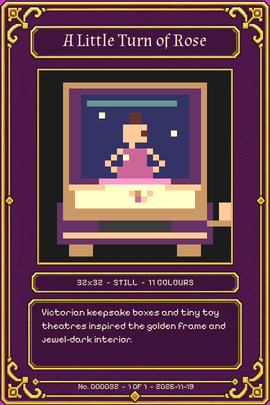 A Little Turn of Rose
32x32 - STILL - 11 COLOURS
Victorian keepsake boxes and tiny toy
theatres inspired the golden frame and
jewel-dark interior.
No. 000032 - 1 OF 1 - 2026-11-19